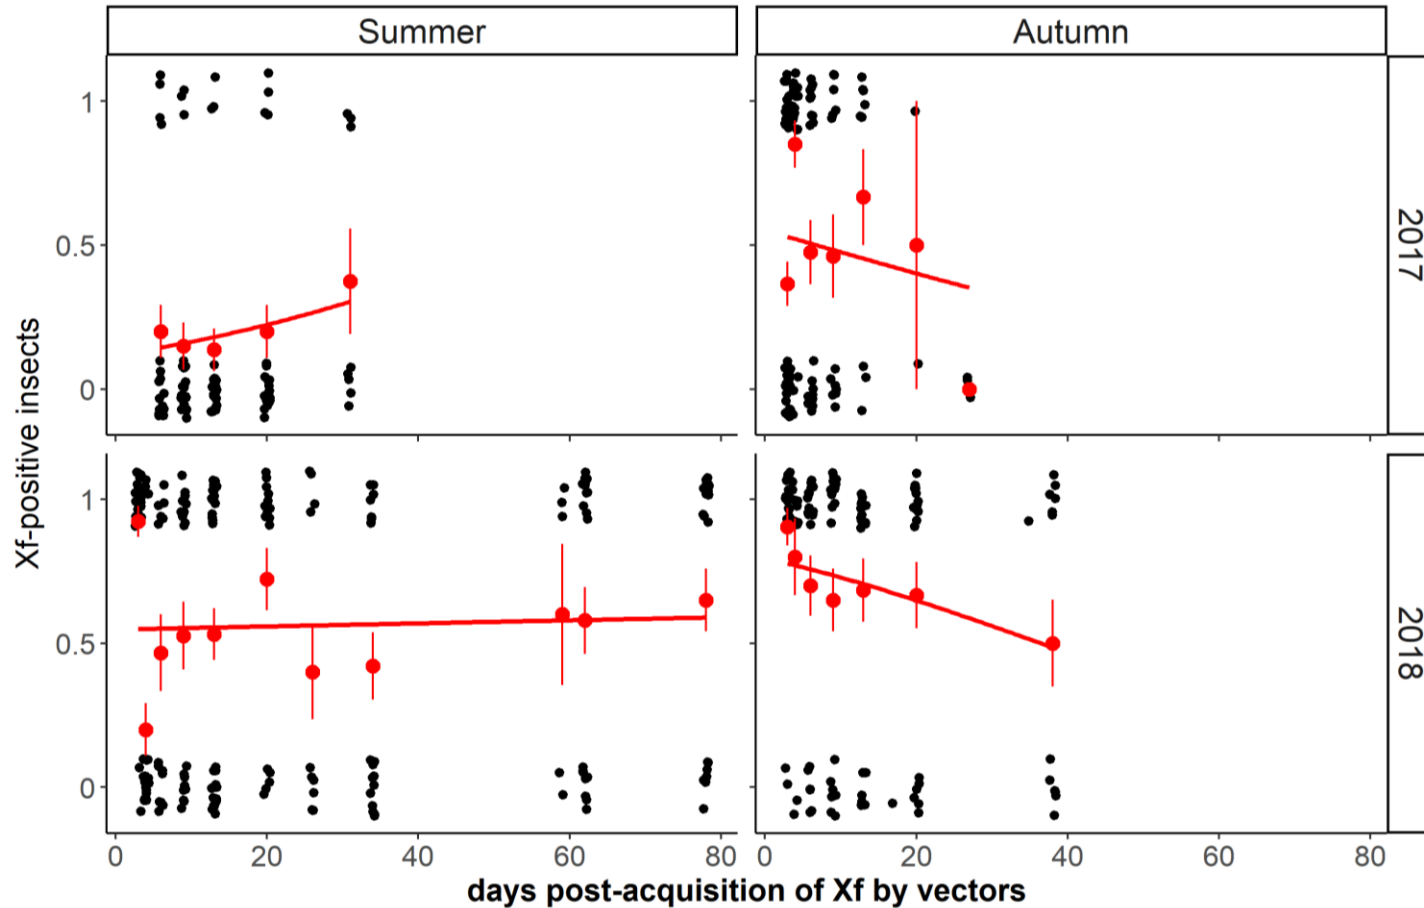 Summer Autumn
1
0.5
0
2017
Xf-positive insects
1
0.5
0
2018
0 20 40 60 80 0 20 40 60 80
days post-acquisition of Xf by vectors